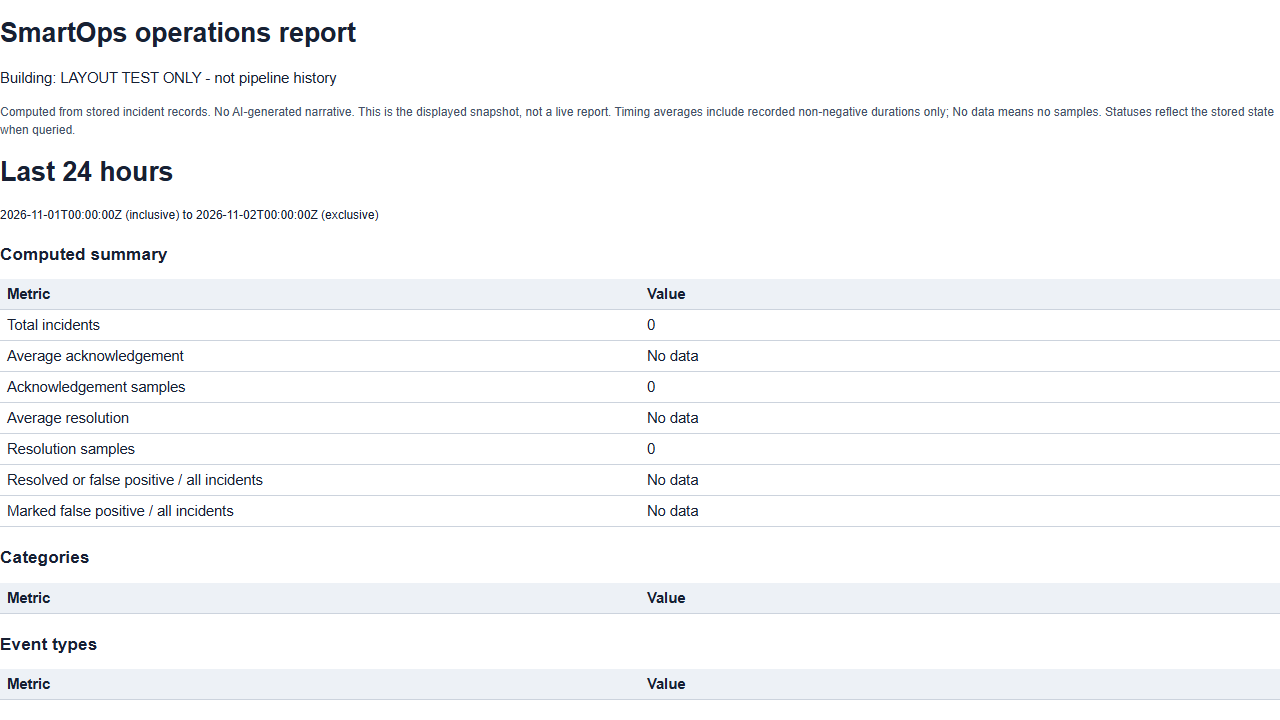 SmartOps operations report
Building: LAYOUT TEST ONLY - not pipeline history
Computed from stored incident records. No AI-generated narrative. This is the displayed snapshot, not a live report. Timing averages include recorded non-negative durations only; No data means no samples. Statuses reflect the stored state
when queried.
Last 24 hours
2026-11-01T00:00:00Z (inclusive) to 2026-11-02T00:00:00Z (exclusive)
Computed summary
Metric Value
Total incidents 0
Average acknowledgement No data
Acknowledgement samples 0
Average resolution No data
Resolution samples 0
Resolved or false positive / all incidents No data
Marked false positive / all incidents No data
Categories
Metric Value
Event types
Metric Value